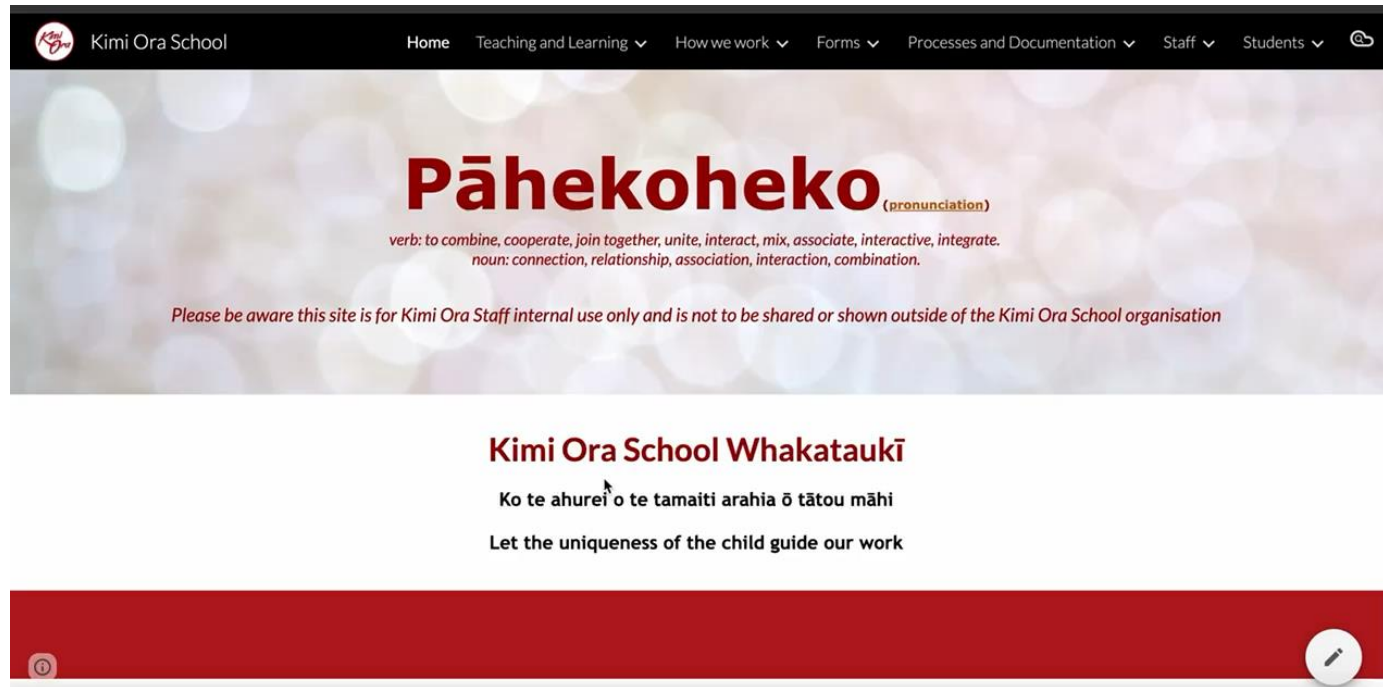 Kimi Ora
Kimi Ora School
Home Teaching and Learning How we work Forms Processes and Documentation Staff Students
Pāhekoheko (pronunciation)
verb: to combine, cooperate, join together, unite, interact, mix, associate, interactive, integrate.
noun: connection, relationship, association, interaction, combination.
Please be aware this site is for Kimi Ora Staff internal use only and is not to be shared or shown outside of the Kimi Ora School organisation
Kimi Ora School Whakataukī
Ko te ahurei o te tamaiti arahia ō tātou māhi
Let the uniqueness of the child guide our work